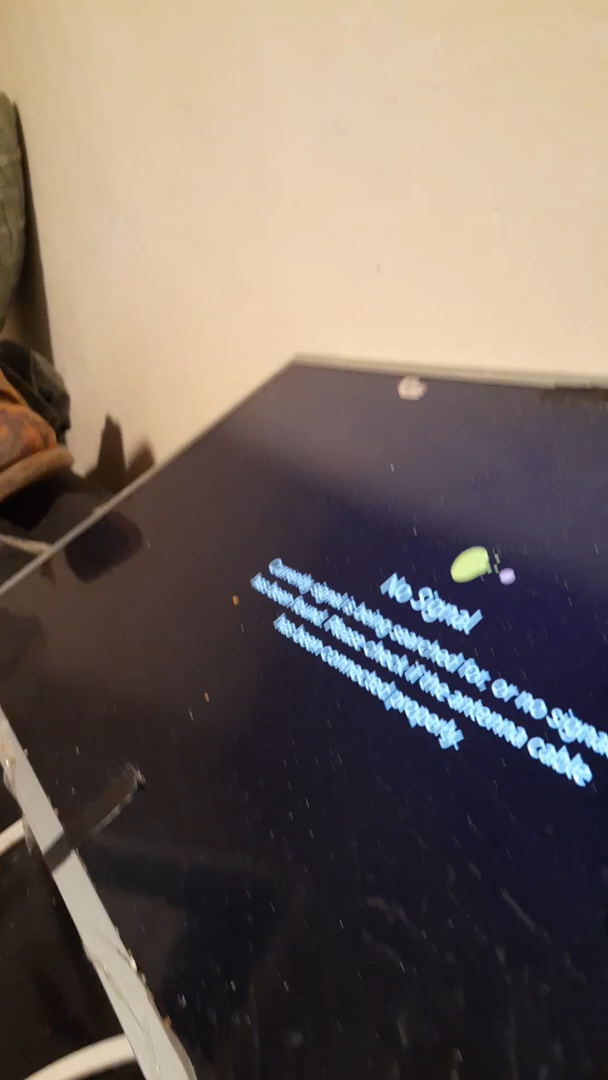 No Signal
Currently signal is being searched for, or no signal
has been found. Please check if the antenna cable
has been connected properly.